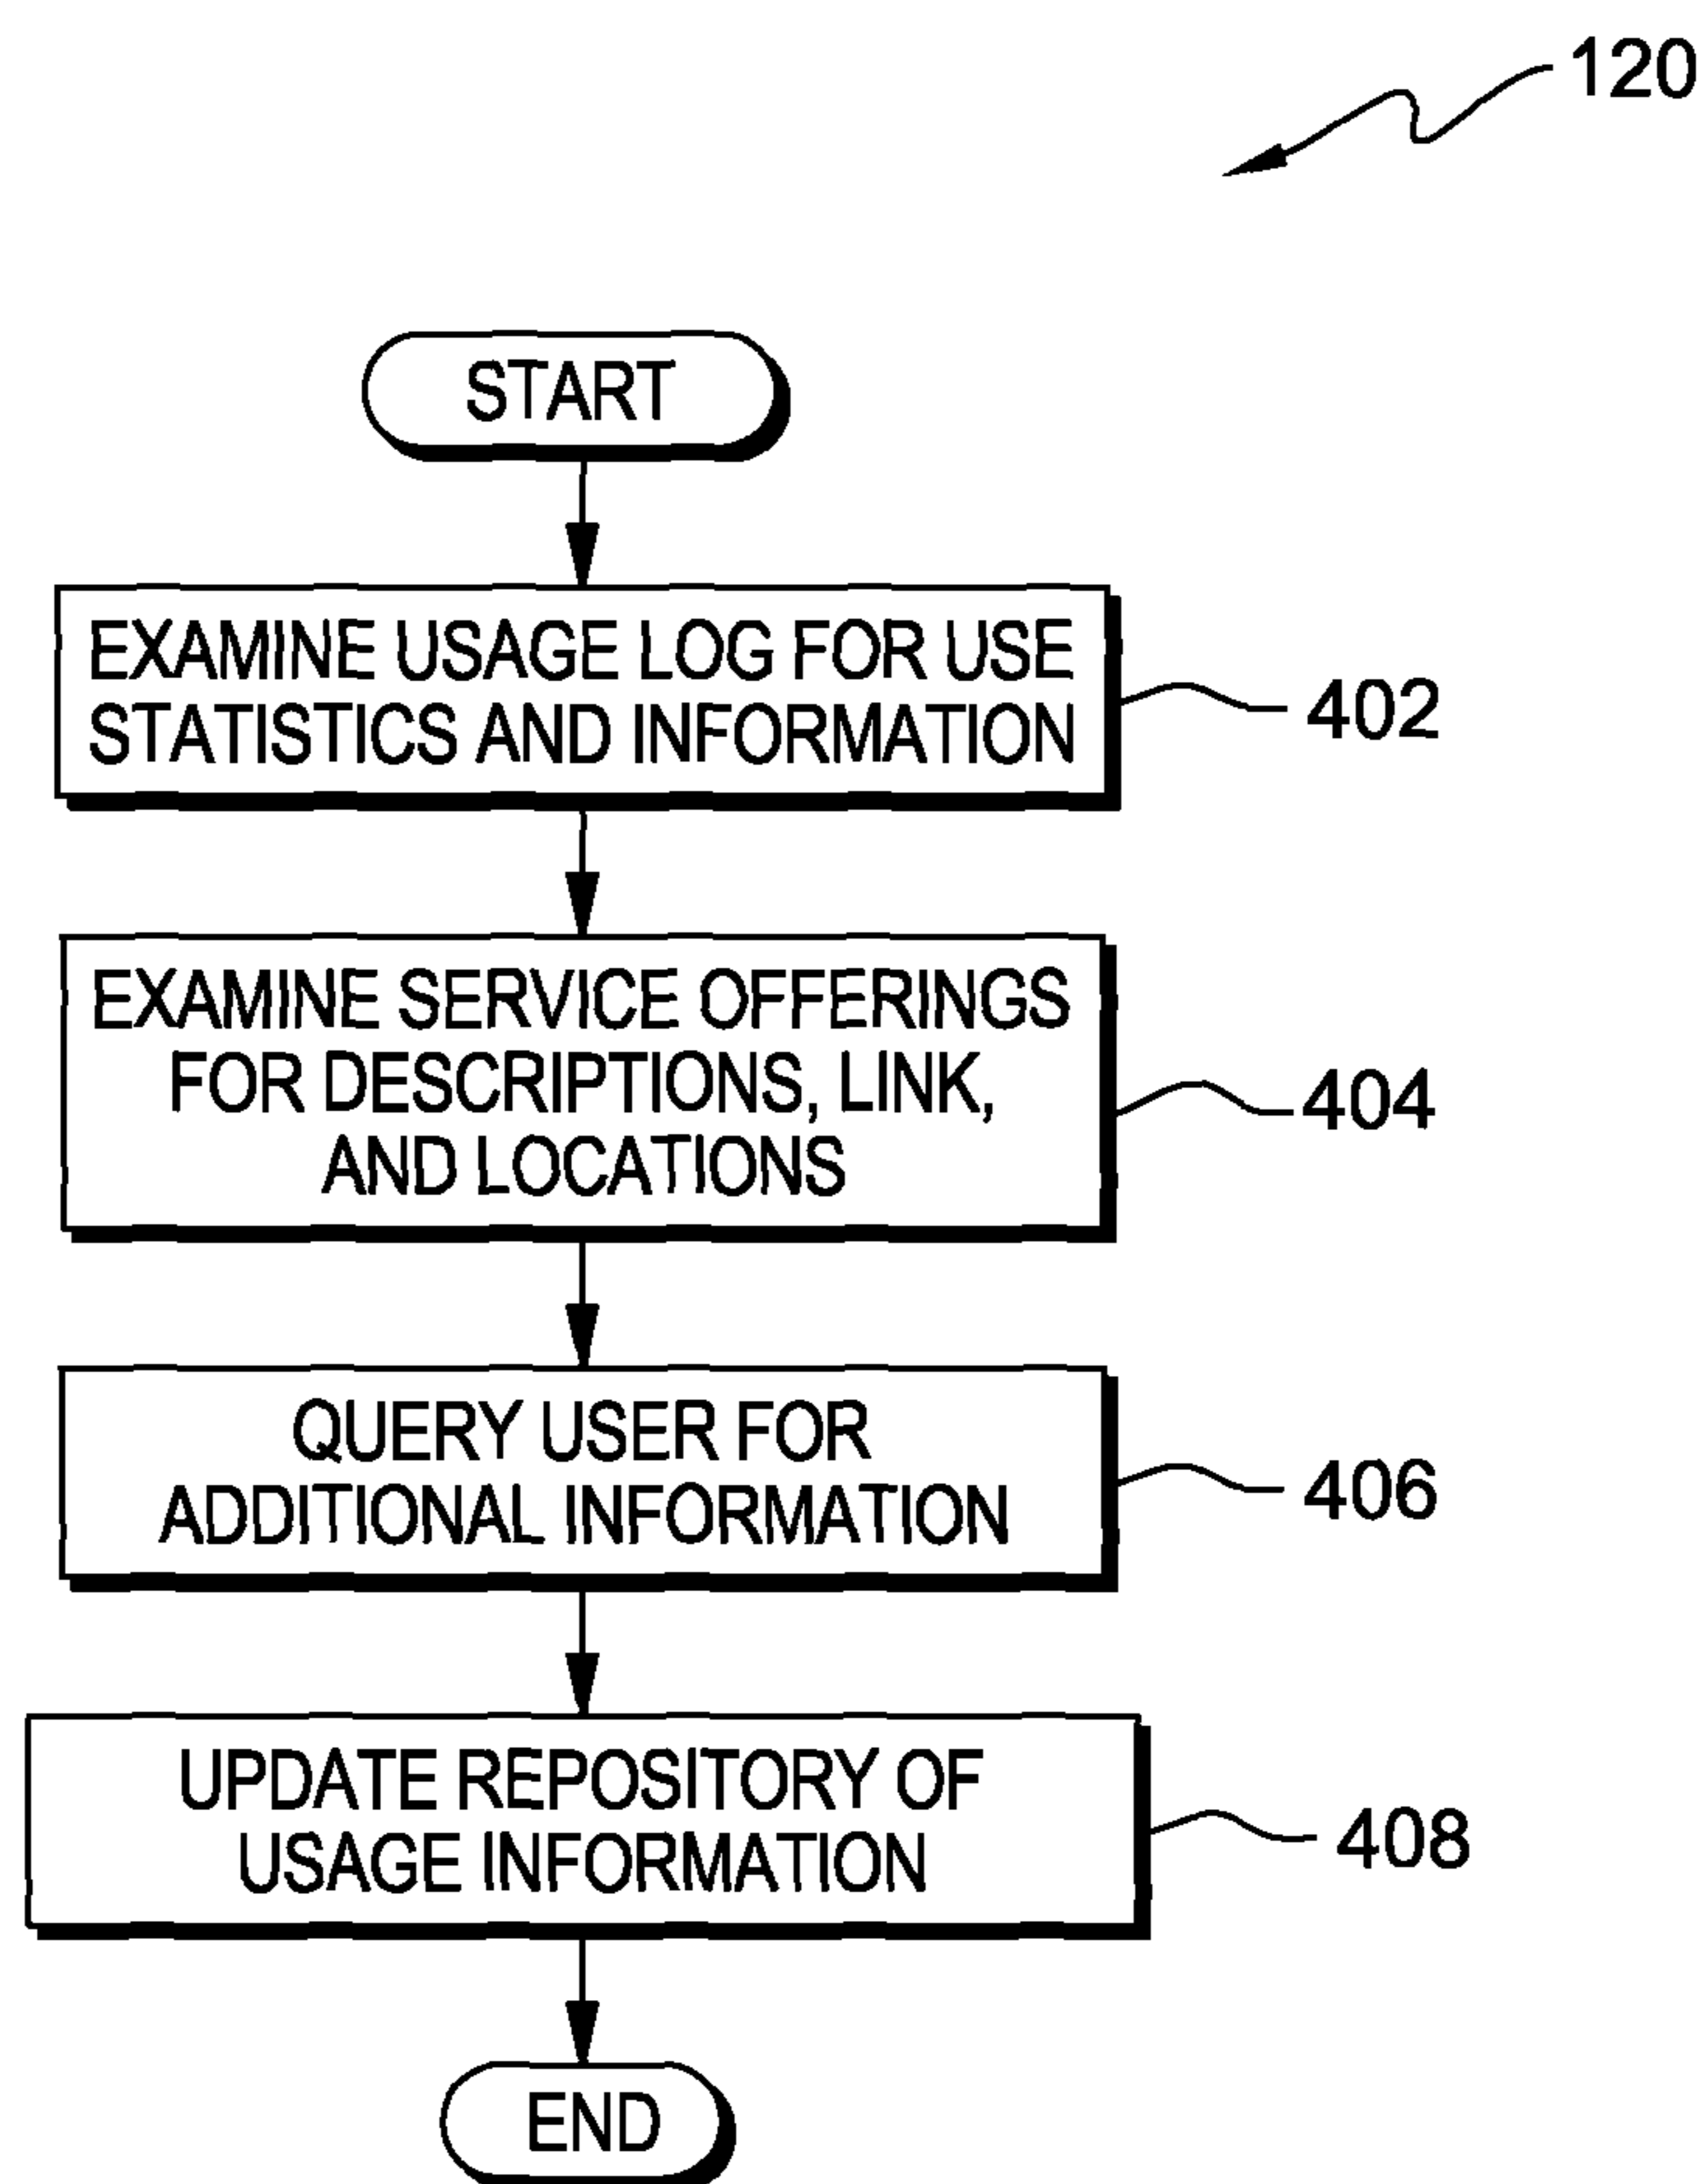 120
START
EXAMINE USAGE LOG FOR USE
STATISTICS AND INFORMATION
402
EXAMINE SERVICE OFFERINGS
FOR DESCRIPTIONS, LINK,
AND LOCATIONS
404
QUERY USER FOR
ADDITIONAL INFORMATION
406
UPDATE REPOSITORY OF
USAGE INFORMATION
408
END